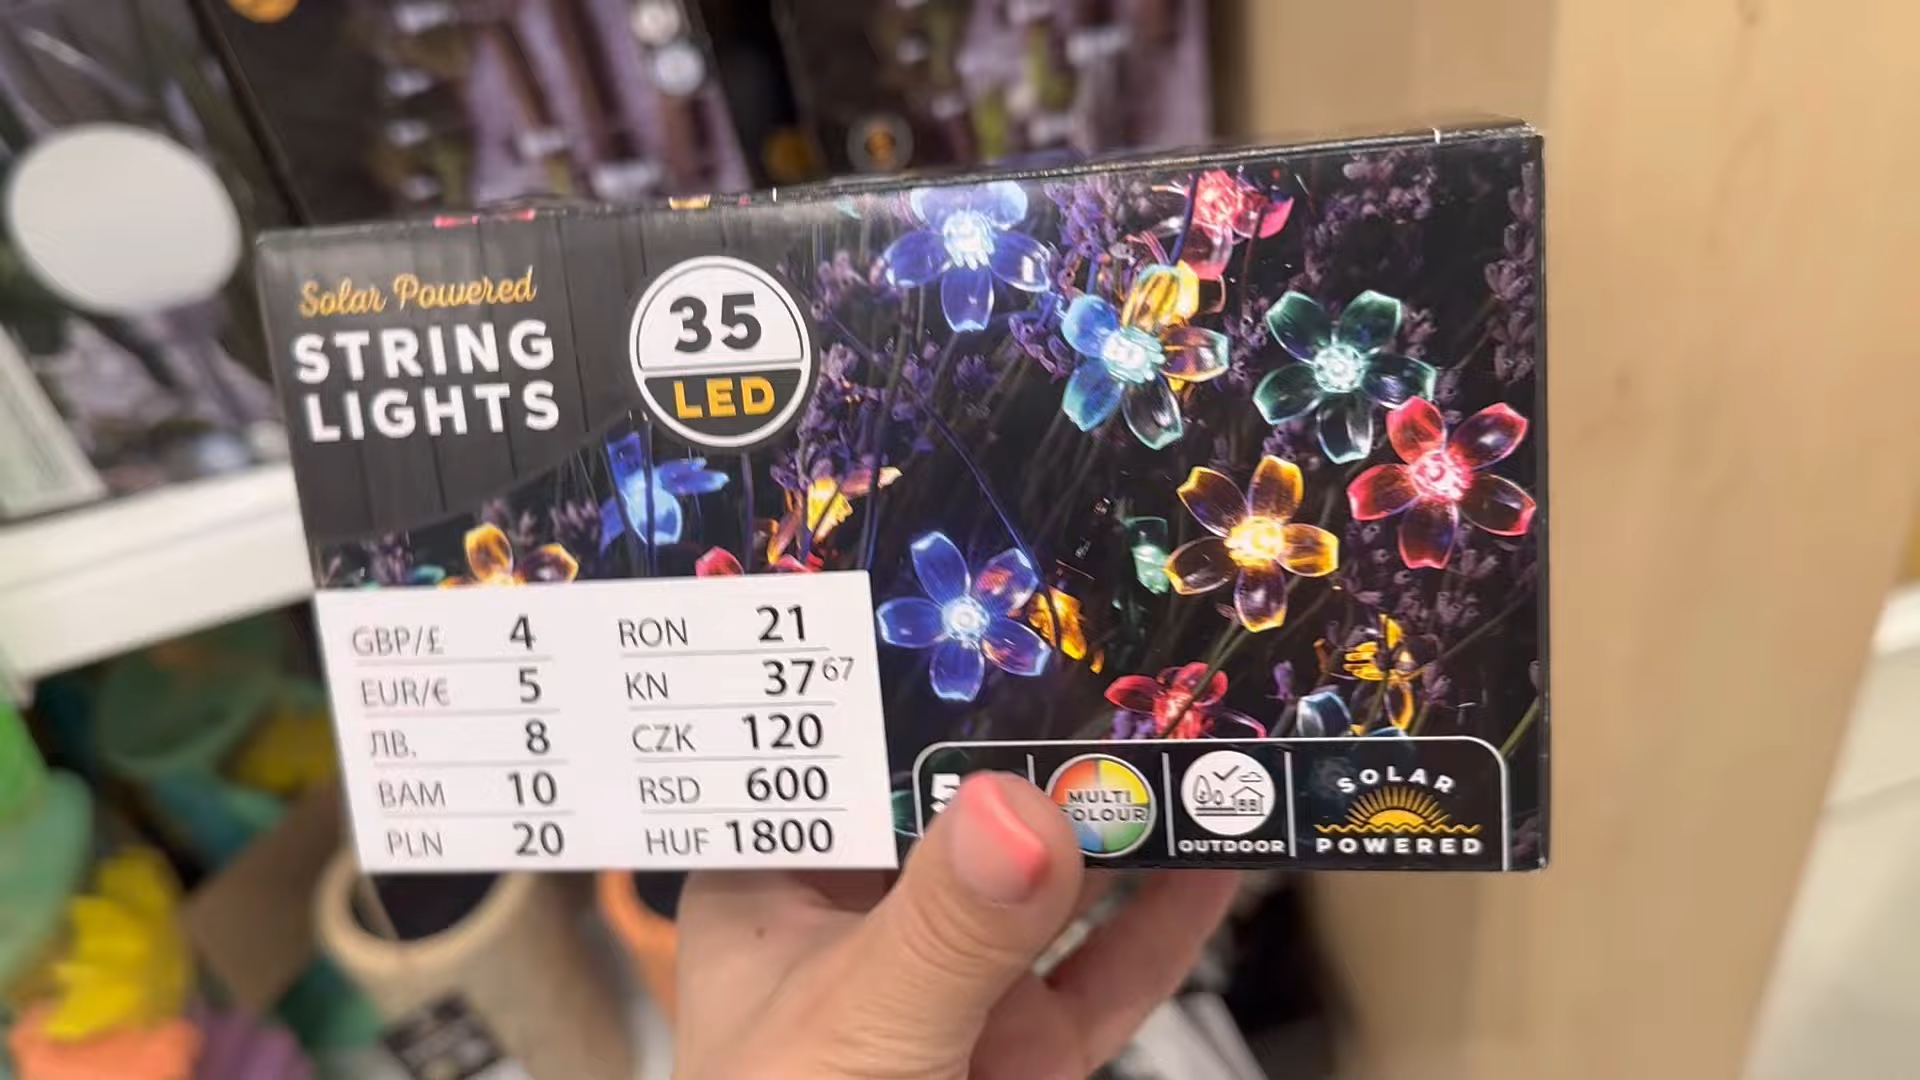 Solar Powered
STRING
LIGHTS
35
LED
GBP/£ 4
EUR/€ 5
ЛВ. 8
BAM 10
PLN 20
RON 21
KN 37 67
CZK 120
RSD 600
HUF 1800
5
MULTI
COLOUR
OUTDOOR
SOLAR
POWERED